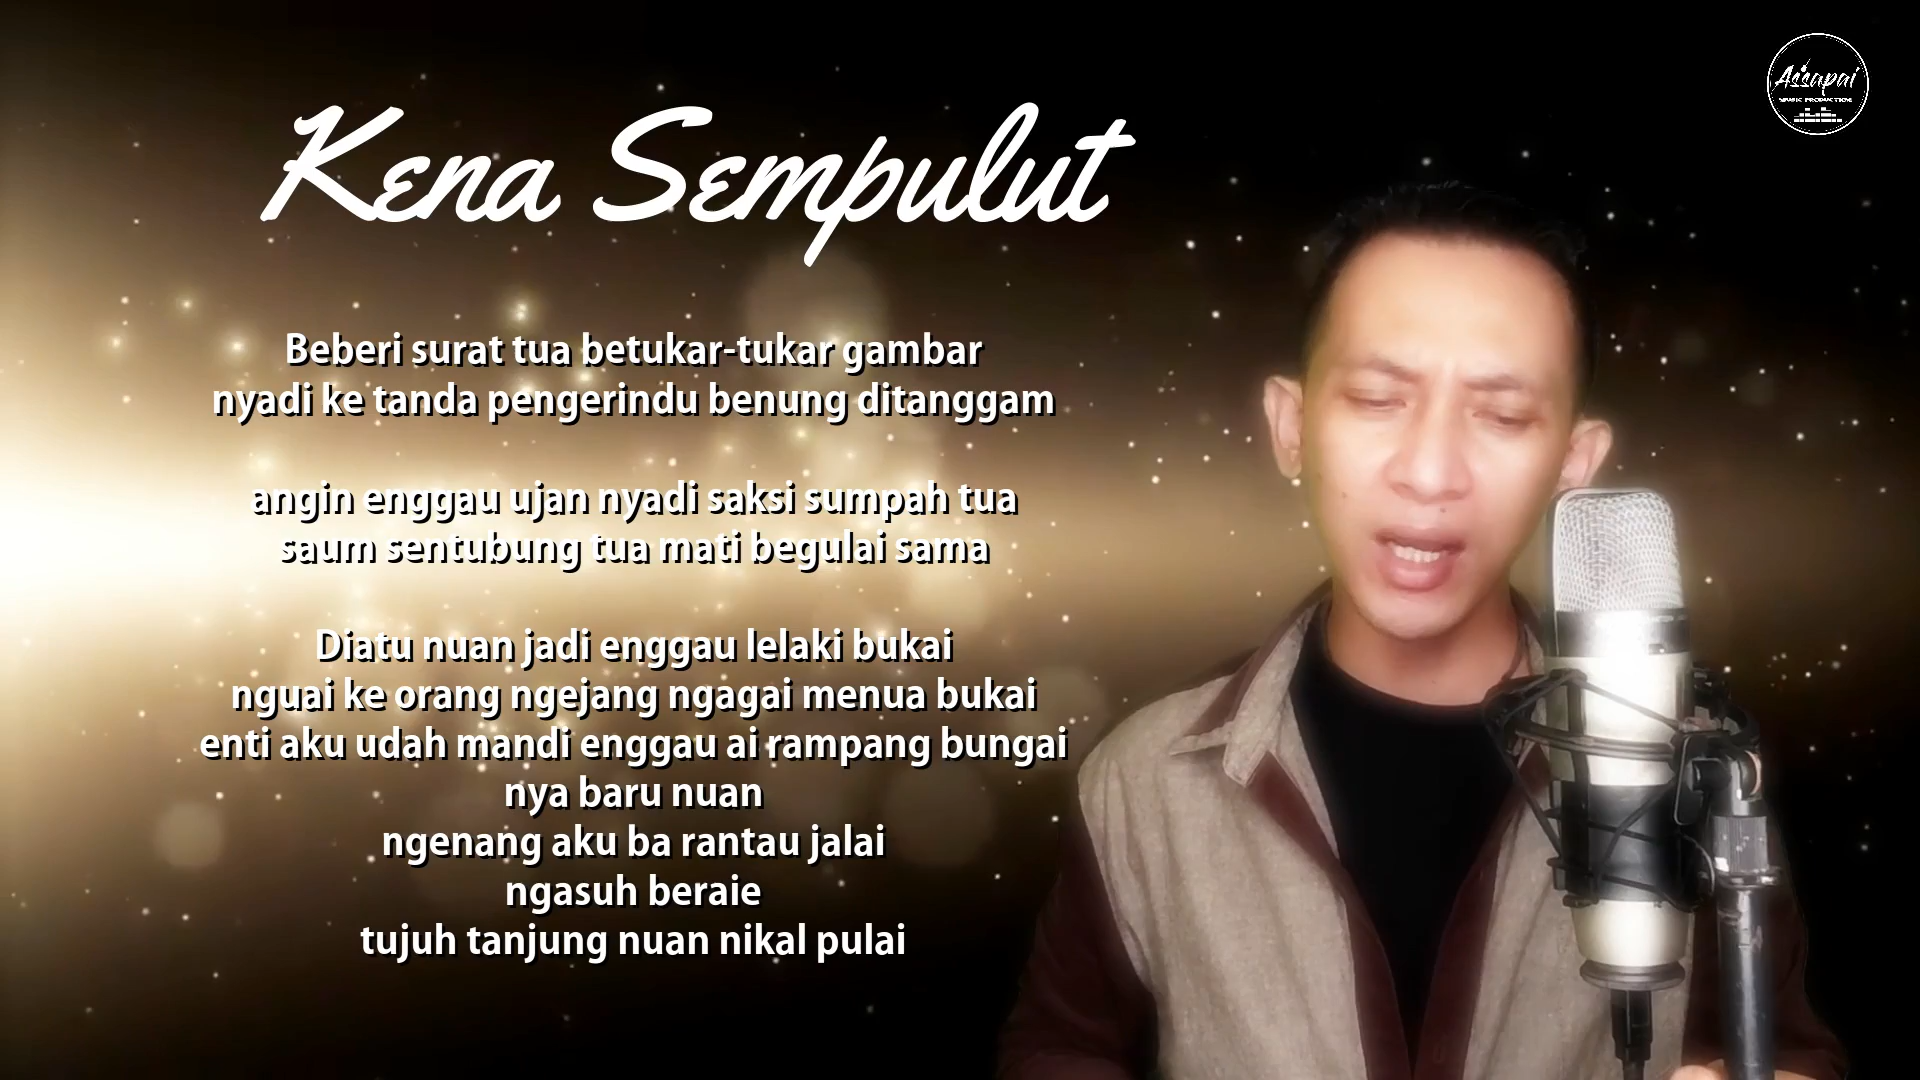 Assapai
MUSIC PRODUCTION
Kena Sempulut
Beberi surat tua betukar-tukar gambar
nyadi ke tanda pengerindu benung ditanggam
angin enggau ujan nyadi saksi sumpah tua
saum sentubung tua mati begulai sama
Diatu nuan jadi enggau lelaki bukai
nguai ke orang ngejang ngagai menua bukai
enti aku udah mandi enggau ai rampang bungai
nya baru nuan
ngenang aku ba rantau jalai
ngasuh beraie
tujuh tanjung nuan nikal pulai